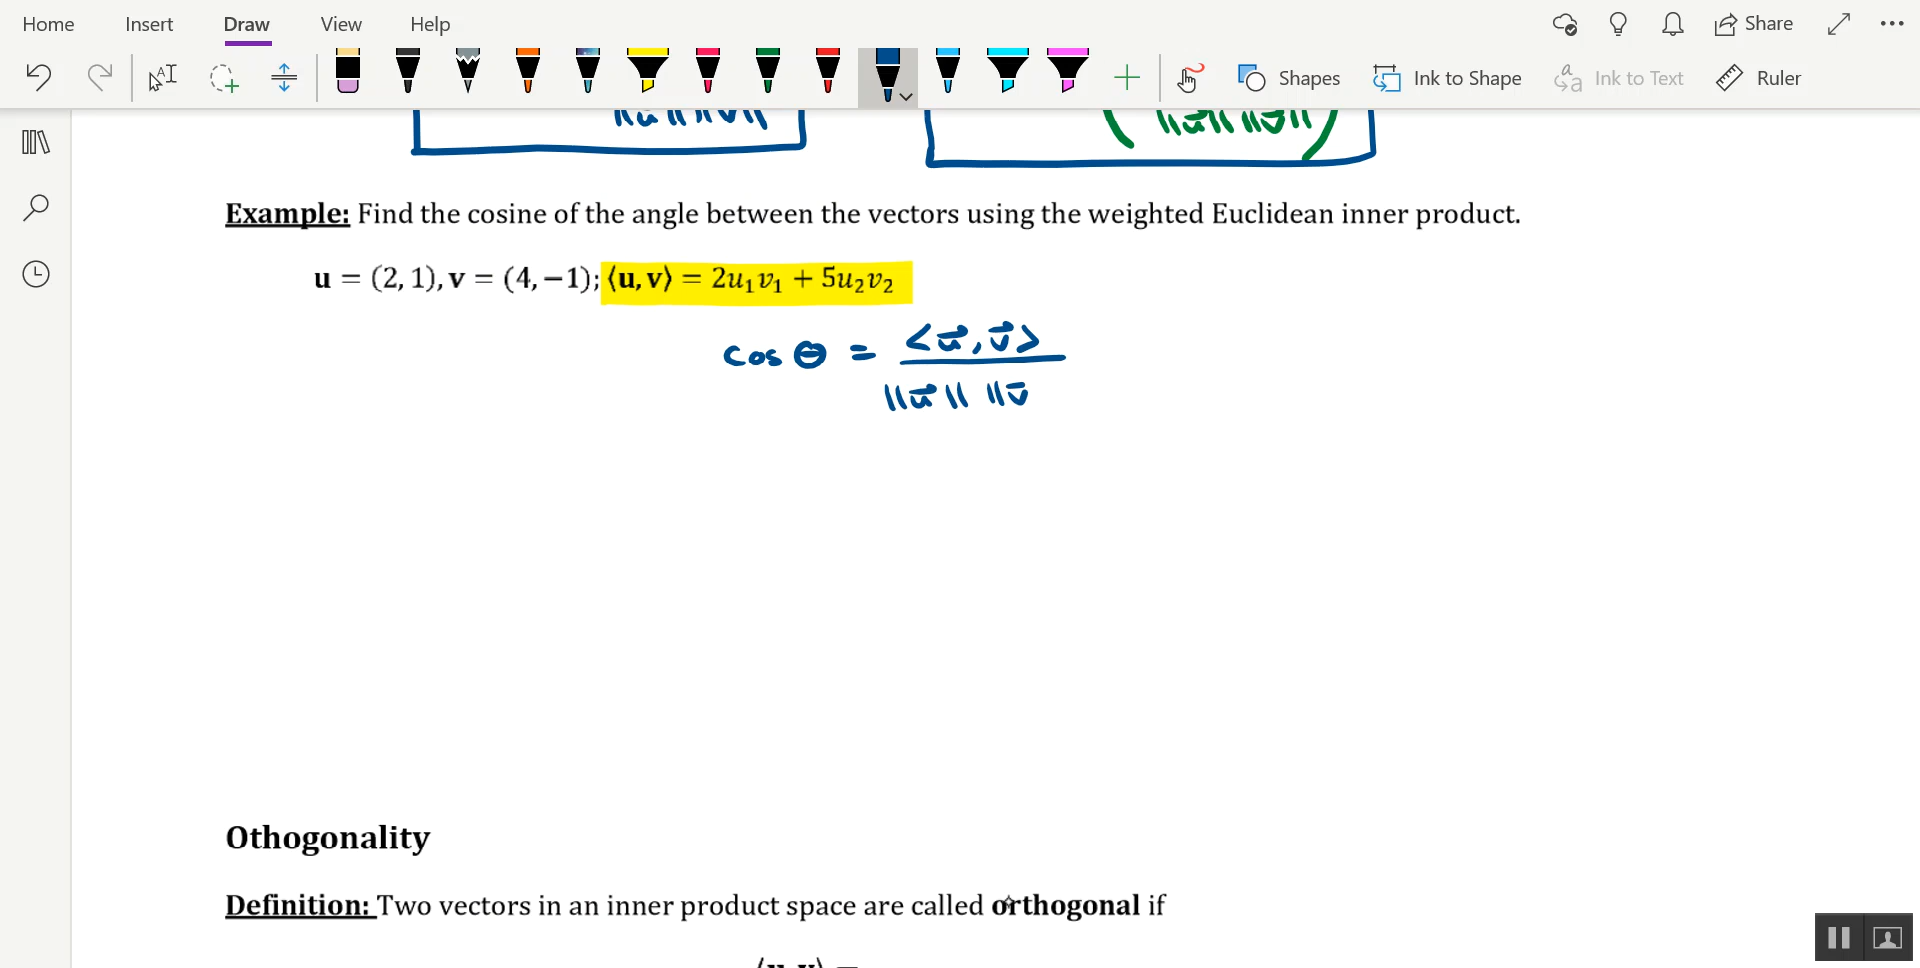 Home Insert Draw View Help Share
Shapes Ink to Shape Ink to Text Ruler
‖u⃗‖ ‖v⃗‖ (‖u⃗‖ ‖v⃗‖)
Example: Find the cosine of the angle between the vectors using the weighted Euclidean inner product.
u = (2, 1), v = (4, −1); ⟨u, v⟩ = 2u₁v₁ + 5u₂v₂
cos θ = <u⃗, v⃗>
‖u⃗‖ ‖v⃗
Othogonality
Definition: Two vectors in an inner product space are called orthogonal if
⟨u, v⟩ =